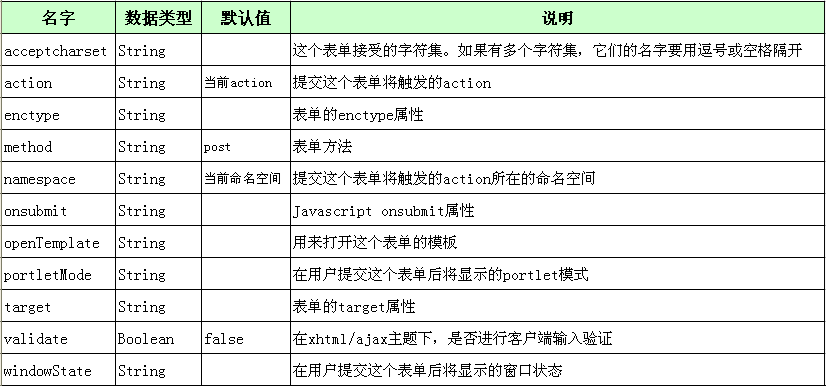 名字 数据类型 默认值 说明
acceptcharset String 这个表单接受的字符集。如果有多个字符集，它们的名字要用逗号或空格隔开
action String 当前action 提交这个表单将触发的action
enctype String 表单的enctype属性
method String post 表单方法
namespace String 当前命名空间 提交这个表单将触发的action所在的命名空间
onsubmit String Javascript onsubmit属性
openTemplate String 用来打开这个表单的模板
portletMode String 在用户提交这个表单后将显示的portlet模式
target String 表单的target属性
validate Boolean false 在xhtml/ajax主题下，是否进行客户端输入验证
windowState String 在用户提交这个表单后将显示的窗口状态